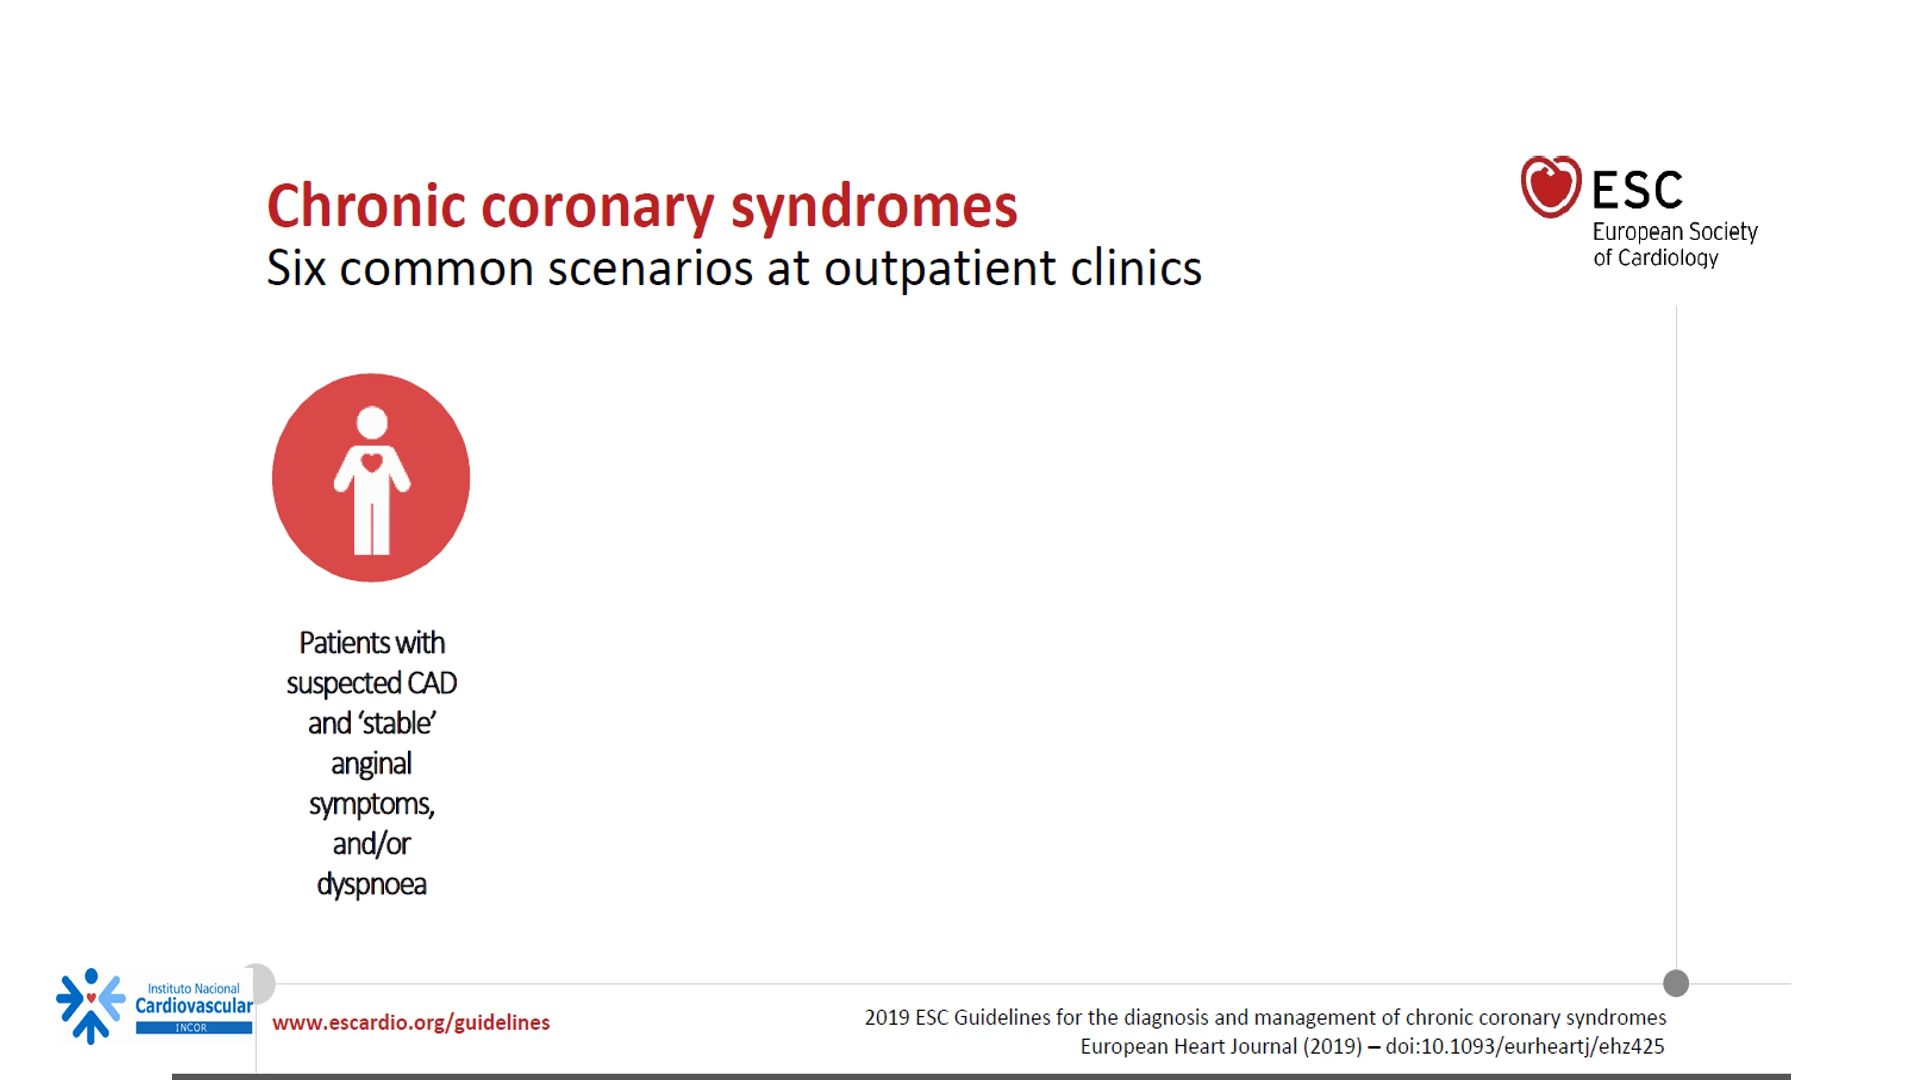 Chronic coronary syndromes
Six common scenarios at outpatient clinics
ESC
European Society
of Cardiology
Patients with
suspected CAD
and ‘stable’
anginal
symptoms,
and/or
dyspnoea
Instituto Nacional
Cardiovascular
INCOR
www.escardio.org/guidelines
2019 ESC Guidelines for the diagnosis and management of chronic coronary syndromes
European Heart Journal (2019) – doi:10.1093/eurheartj/ehz425